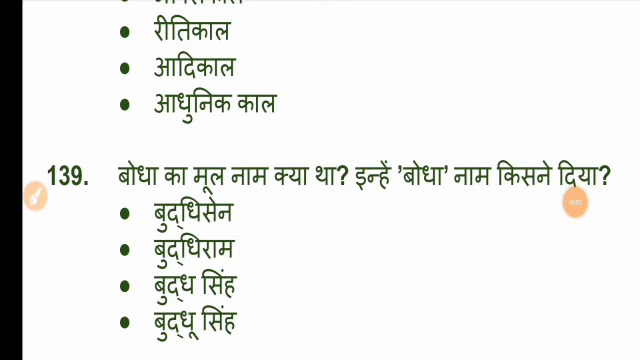 • रीतिकाल
• आदिकाल
• आधुनिक काल
139. बोधा का मूल नाम क्या था? इन्हें ’बोधा’ नाम किसने दिया?
• बुद्धिसेन
• बुद्धिराम
• बुद्ध सिंह
• बुद्धू सिंह